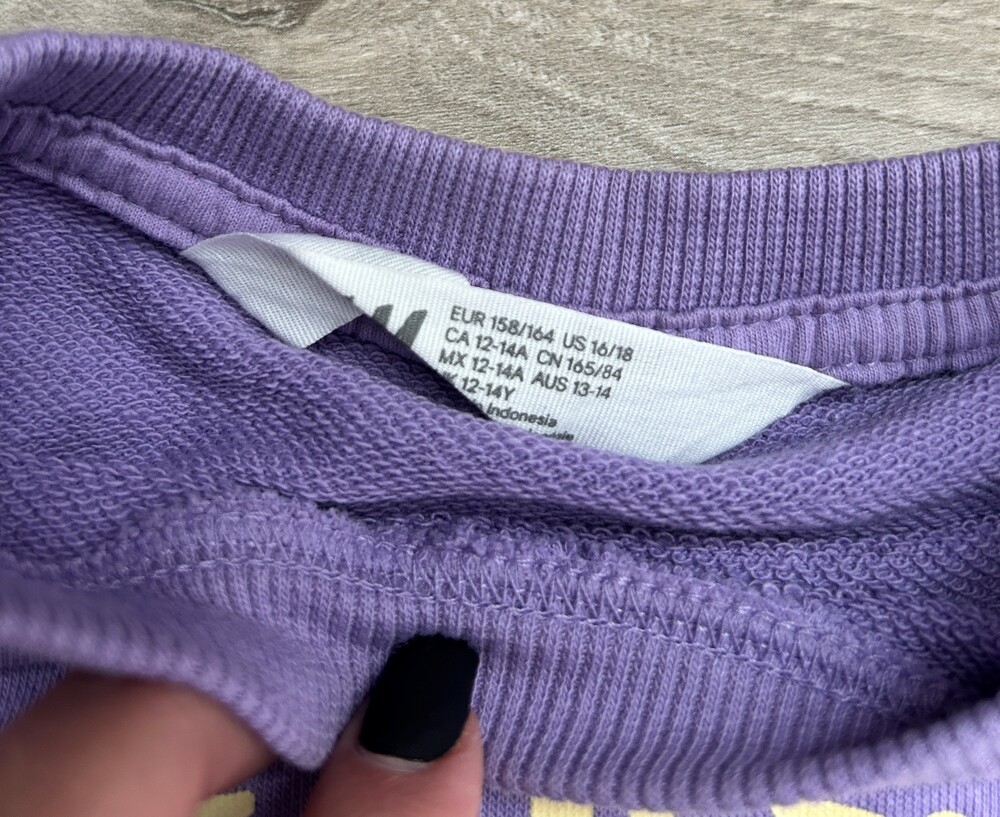 EUR 158/164 US 16/18
CA 12-14A CN 165/84
MX 12-14A AUS 13-14
12-14Y
Indonesia